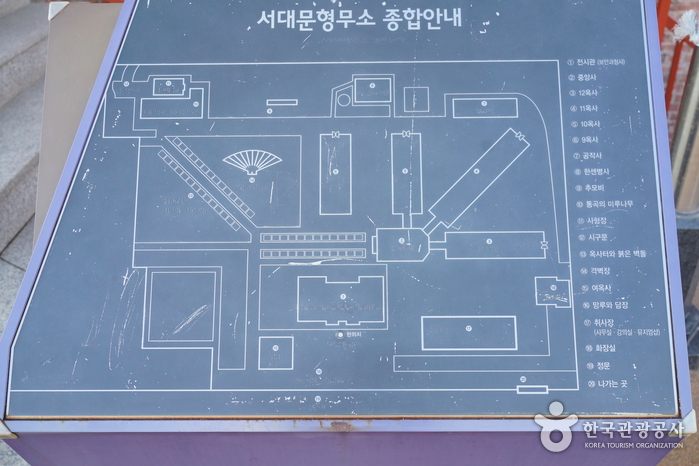 서대문형무소 종합안내
① 전시관 (보안과청사)
② 중앙사
③ 12옥사
④ 11옥사
⑤ 10옥사
⑥ 9옥사
⑦ 공작사
⑧ 한센병사
⑨ 추모비
⑩ 통곡의 미루나무
⑪ 사형장
⑫ 시구문
⑬ 옥사터와 붉은 벽돌
⑭ 격벽장
⑮ 여옥사
⑯ 망루와 담장
⑰ 취사장
(사무실·강의실·뮤지엄샵)
⑱ 화장실
⑲ 정문
⑳ 나가는 곳
현위치
한국관광공사
KOREA TOURISM ORGANIZATION